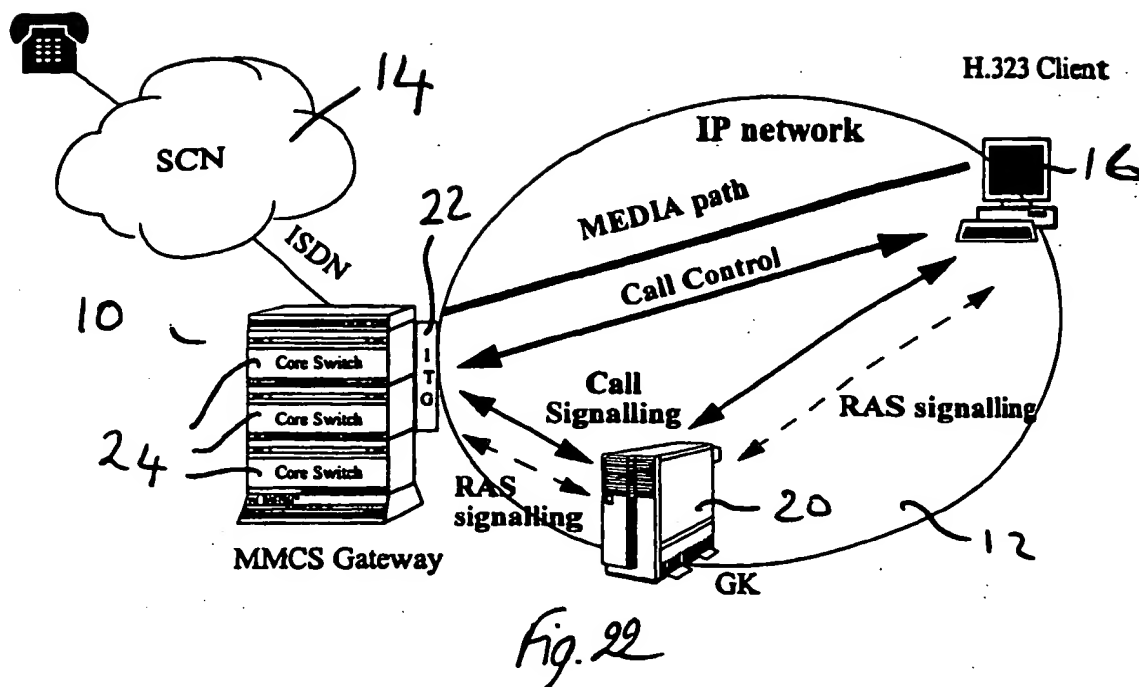 14
H.323 Client
SCN
IP network
16
22
MEDIA path
ISDN
Call Control
10
ITG
Core Switch
Core Switch
Core Switch
24
Call
Signalling
RAS signalling
RAS
signalling
20
12
MMCS Gateway
GK
Fig. 22